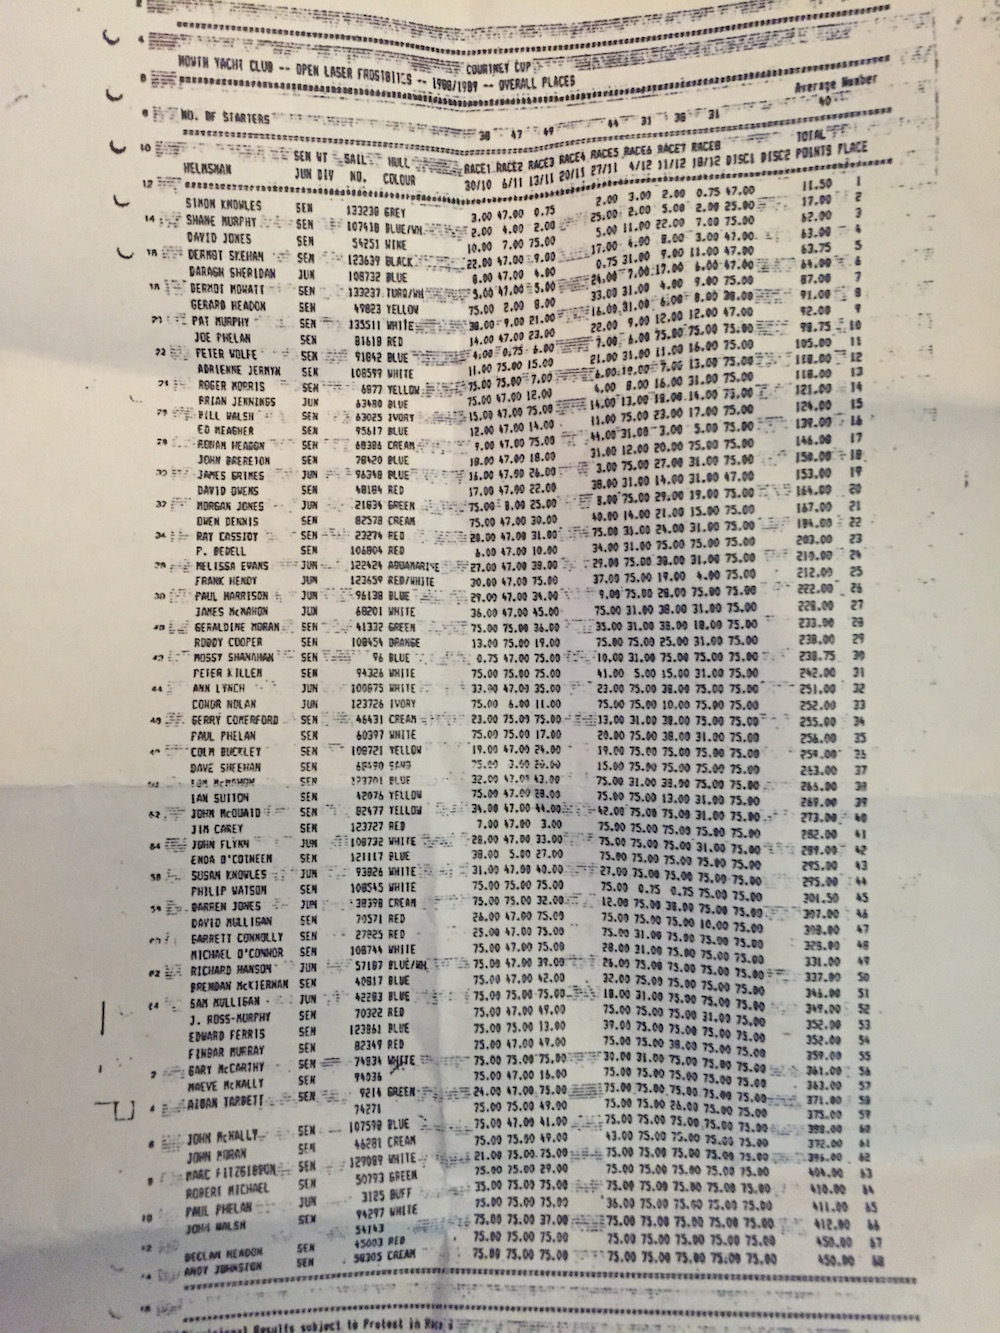 COURTNEY CUP
HOWTH YACHT CLUB -- OPEN LASER FROSTBITES -- 1988/1989 -- OVERALL PLACES
Average Number
NO. OF STARTERS 38 47 49 44 31 38 31 40
SEN WT SAIL HULL RACE1 RACE2 RACE3 RACE4 RACE5 RACE6 RACE7 RACE8 TOTAL
HELMSMAN JUN DIV NO. COLOUR 30/10 6/11 13/11 20/11 27/11 4/12 11/12 18/12 DISC1 DISC2 POINTS PLACE
SIMON KNOWLES SEN 133238 GREY 3.00 47.00 0.75 2.00 3.00 2.00 0.75 47.00 11.50 1
SHANE MURPHY SEN 107418 BLUE/WH 2.00 4.00 2.00 25.00 2.00 5.00 2.00 25.00 17.00 2
DAVID JONES SEN 54251 WINE 10.00 7.00 75.00 5.00 11.00 22.00 7.00 75.00 62.00 3
DERMOT SKEHAN SEN 123639 BLACK 22.00 47.00 9.00 17.00 4.00 8.00 3.00 47.00 63.00 4
DARAGH SHERIDAN JUN 108732 BLUE 8.00 47.00 4.00 0.75 31.00 9.00 11.00 47.00 63.75 5
DERMOT MOWATT SEN 133237 TURQ/WH 5.00 47.00 5.00 24.00 7.00 17.00 6.00 47.00 64.00 6
GERARD HEADON SEN 49823 YELLOW 75.00 2.00 8.00 33.00 31.00 4.00 9.00 75.00 87.00 7
PAT MURPHY SEN 135511 WHITE 38.00 9.00 21.00 16.00 31.00 6.00 8.00 38.00 91.00 8
JOE PHELAN SEN 81618 RED 14.00 47.00 23.00 22.00 9.00 12.00 12.00 47.00 92.00 9
PETER WOLFE SEN 91842 BLUE 4.00 0.75 6.00 7.00 6.00 75.00 75.00 75.00 98.75 10
ADRIENNE JERMYN SEN 108599 WHITE 11.00 75.00 15.00 21.00 31.00 11.00 16.00 75.00 105.00 11
ROGER MORRIS SEN 6877 YELLOW 75.00 75.00 7.00 6.00 10.00 7.00 13.00 75.00 118.00 12
BRIAN JENNINGS JUN 63480 BLUE 75.00 47.00 12.00 4.00 8.00 16.00 31.00 75.00 118.00 13
BILL WALSH SEN 63025 IVORY 15.00 47.00 75.00 14.00 13.00 18.00 14.00 75.00 121.00 14
ED MEAGHER SEN 95617 BLUE 12.00 47.00 14.00 11.00 75.00 23.00 17.00 75.00 124.00 15
RONAN HEADON SEN 68386 CREAM 9.00 47.00 75.00 44.00 31.00 3.00 5.00 75.00 139.00 16
JOHN BRERETON SEN 78420 BLUE 18.00 47.00 18.00 31.00 12.00 20.00 75.00 75.00 146.00 17
JAMES GRIMES JUN 96348 BLUE 16.00 47.00 26.00 3.00 75.00 27.00 31.00 75.00 150.00 18
DAVID OWENS SEN 48184 RED 17.00 47.00 22.00 38.00 31.00 14.00 31.00 47.00 153.00 19
MORGAN JONES JUN 21834 GREEN 75.00 8.00 25.00 8.00 75.00 29.00 19.00 75.00 164.00 20
OWEN DENNIS SEN 82578 CREAM 75.00 47.00 30.00 40.00 14.00 21.00 15.00 75.00 167.00 21
RAY CASSIDY SEN 23274 RED 20.00 47.00 31.00 75.00 31.00 24.00 31.00 75.00 184.00 22
F. BEDELL SEN 106804 RED 6.00 47.00 10.00 34.00 31.00 75.00 75.00 75.00 203.00 23
MELISSA EVANS JUN 122424 AQUAMARINE 27.00 47.00 38.00 29.00 75.00 38.00 31.00 75.00 210.00 24
FRANK HENDY JUN 123659 RED/WHITE 30.00 47.00 75.00 37.00 75.00 19.00 4.00 75.00 212.00 25
PAUL HARRISON JUN 96138 BLUE 29.00 47.00 34.00 9.00 75.00 28.00 75.00 75.00 222.00 26
JAMES McMAHON JUN 68201 WHITE 36.00 47.00 45.00 75.00 31.00 38.00 31.00 75.00 228.00 27
GERALDINE MORAN SEN 41332 GREEN 75.00 75.00 36.00 35.00 31.00 38.00 18.00 75.00 233.00 28
RODDY COOPER SEN 108454 ORANGE 13.00 75.00 19.00 75.00 75.00 25.00 31.00 75.00 238.00 29
MOSSY SHANAHAN SEN 96 BLUE 0.75 47.00 75.00 10.00 31.00 75.00 75.00 75.00 238.75 30
PETER KILLEN SEN 94326 WHITE 75.00 75.00 75.00 41.00 5.00 15.00 31.00 75.00 242.00 31
ANN LYNCH JUN 100875 WHITE 33.00 47.00 35.00 23.00 75.00 38.00 75.00 75.00 251.00 32
CONOR NOLAN JUN 123726 IVORY 75.00 6.00 11.00 75.00 75.00 10.00 75.00 75.00 252.00 33
GERRY COMERFORD SEN 46431 CREAM 23.00 75.00 75.00 13.00 31.00 38.00 75.00 75.00 255.00 34
PAUL PHELAN SEN 60397 WHITE 75.00 75.00 17.00 20.00 75.00 38.00 31.00 75.00 256.00 35
COLM BUCKLEY SEN 108721 YELLOW 19.00 47.00 24.00 19.00 75.00 75.00 75.00 75.00 259.00 36
DAVE SHEEHAN SEN 75.00 3.00 20.00 15.00 75.00 75.00 75.00 75.00 263.00 37
TOM McMAHON SEN 123701 BLUE 32.00 47.00 43.00 75.00 31.00 38.00 75.00 75.00 266.00 38
IAN SUTTON SEN 42076 YELLOW 75.00 47.00 28.00 75.00 75.00 13.00 31.00 75.00 269.00 39
JOHN McQUAID SEN 82477 YELLOW 34.00 47.00 44.00 42.00 75.00 75.00 31.00 75.00 273.00 40
JIM CAREY SEN 123727 RED 7.00 47.00 3.00 75.00 75.00 75.00 75.00 75.00 282.00 41
JOHN FLYNN JUN 108732 WHITE 28.00 47.00 33.00 75.00 75.00 75.00 31.00 75.00 289.00 42
ENDA O'COINEEN SEN 121117 BLUE 38.00 5.00 27.00 75.00 75.00 75.00 75.00 75.00 295.00 43
SUSAN KNOWLES JUN 93826 WHITE 31.00 47.00 40.00 27.00 75.00 75.00 75.00 75.00 295.00 44
PHILIP WATSON SEN 108545 WHITE 75.00 75.00 75.00 75.00 0.75 0.75 75.00 75.00 301.50 45
DARREN JONES JUN 38398 CREAM 75.00 75.00 32.00 12.00 75.00 38.00 75.00 75.00 307.00 46
DAVID MULLIGAN SEN 70571 RED 26.00 47.00 75.00 75.00 75.00 75.00 10.00 75.00 308.00 47
GARRETT CONNOLLY SEN 27825 RED 25.00 47.00 75.00 75.00 31.00 75.00 75.00 75.00 328.00 48
MICHAEL O'CONNOR SEN 108744 WHITE 75.00 47.00 75.00 28.00 31.00 75.00 75.00 75.00 331.00 49
RICHARD HANSON JUN 57187 BLUE/WH 75.00 47.00 39.00 26.00 75.00 75.00 75.00 75.00 337.00 50
BRENDAN McKIERNAN SEN 40817 BLUE 75.00 47.00 42.00 32.00 75.00 75.00 75.00 75.00 346.00 51
SAM MULLIGAN JUN 42283 BLUE 75.00 75.00 75.00 18.00 31.00 75.00 75.00 75.00 349.00 52
J. ROSS-MURPHY SEN 70322 RED 75.00 47.00 49.00 75.00 75.00 75.00 31.00 75.00 352.00 53
EDWARD FERRIS SEN 123861 BLUE 75.00 75.00 13.00 39.00 75.00 75.00 75.00 75.00 352.00 54
FINBAR MURRAY SEN 82349 RED 75.00 47.00 49.00 75.00 75.00 38.00 75.00 75.00 359.00 55
GARY McCARTHY SEN 74834 WHITE 75.00 75.00 75.00 30.00 31.00 75.00 75.00 75.00 361.00 56
MAEVE McNALLY SEN 94036 75.00 47.00 16.00 75.00 75.00 75.00 75.00 75.00 363.00 57
AIDAN TARBETT SEN 9214 GREEN 24.00 47.00 75.00 75.00 75.00 75.00 75.00 75.00 371.00 58
74271 75.00 75.00 49.00 75.00 75.00 26.00 75.00 75.00 375.00 59
JOHN McNALLY SEN 107598 BLUE 75.00 47.00 41.00 75.00 75.00 75.00 75.00 75.00 60
JOHN MORAN SEN 46281 CREAM 75.00 75.00 49.00 43.00 75.00 75.00 75.00 75.00 61
MARC FITZGIBBON SEN 129089 WHITE 21.00 75.00 75.00 75.00 75.00 75.00 75.00 75.00 396.00 62
ROBERT MICHAEL SEN 50793 GREEN 75.00 75.00 29.00 75.00 75.00 75.00 75.00 75.00 404.00 63
PAUL PHELAN JUN 3125 BUFF 35.00 75.00 75.00 75.00 75.00 75.00 75.00 75.00 410.00 64
JOHN WALSH SEN 94297 WHITE 75.00 75.00 75.00 36.00 75.00 75.00 75.00 75.00 411.00 65
54143 75.00 75.00 37.00 75.00 75.00 75.00 75.00 75.00 412.00 66
DECLAN HEADON SEN 45003 RED 75.00 75.00 75.00 75.00 75.00 75.00 75.00 75.00 450.00 67
ANDY JOHNSTON SEN 58305 CREAM 75.00 75.00 75.00 75.00 75.00 75.00 75.00 75.00 450.00 68
Results subject to Protest in Race